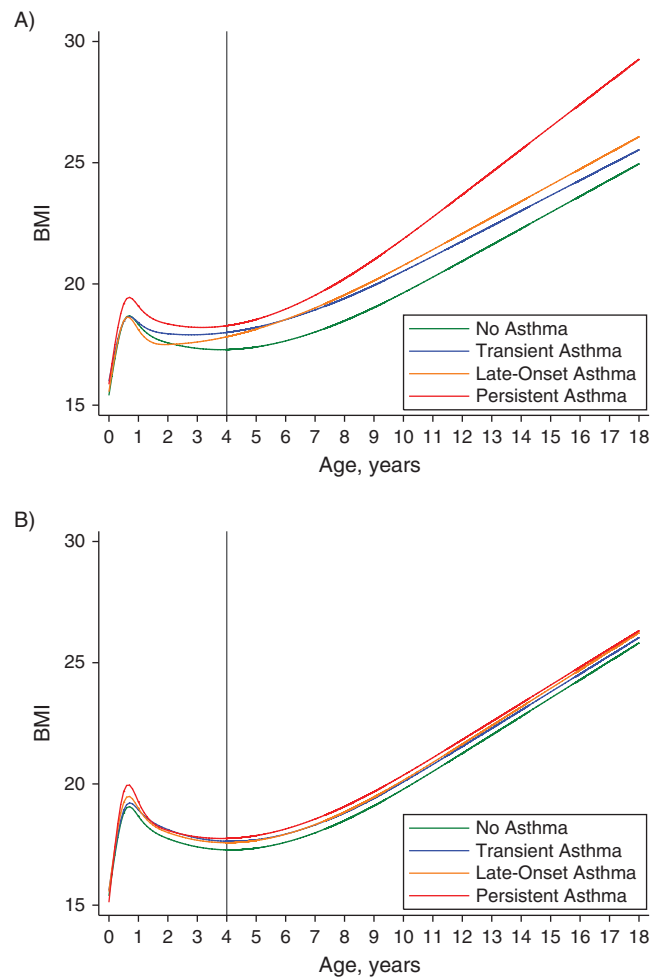 A)
30
25
20
15
BMI
No Asthma
Transient Asthma
Late-Onset Asthma
Persistent Asthma
0 1 2 3 4 5 6 7 8 9 10 11 12 13 14 15 16 17 18
Age, years
B)
30
25
20
15
BMI
No Asthma
Transient Asthma
Late-Onset Asthma
Persistent Asthma
0 1 2 3 4 5 6 7 8 9 10 11 12 13 14 15 16 17 18
Age, years